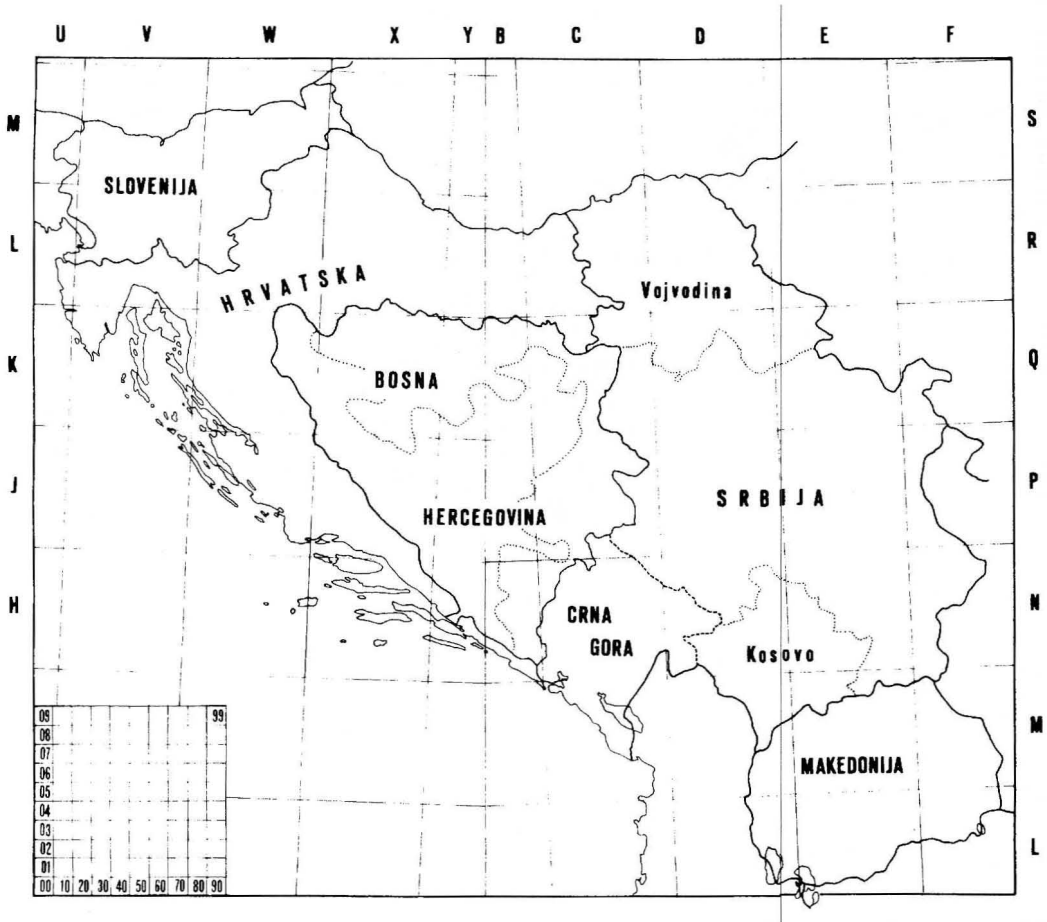 U V W X Y B C D E F
M S
SLOVENIJA
L R
HRVATSKA
Vojvodina
K Q
BOSNA
J P
SRBIJA
HERCEGOVINA
H N
CRNA
GORA
Kosovo
09 99
08
M
07
06
MAKEDONIJA
05
04
03
02
L
01
00 10 20 30 40 50 60 70 80 90